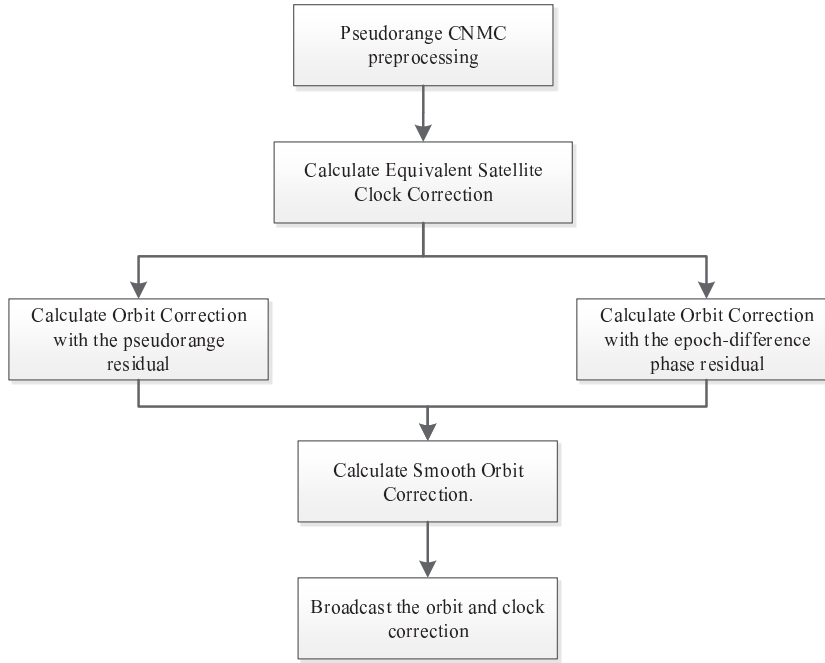 Pseudorange CNMC
preprocessing
Calculate Equivalent Satellite
Clock Correction
Calculate Orbit Correction
with the pseudorange
residual
Calculate Orbit Correction
with the epoch-difference
phase residual
Calculate Smooth Orbit
Correction.
Broadcast the orbit and clock
correction